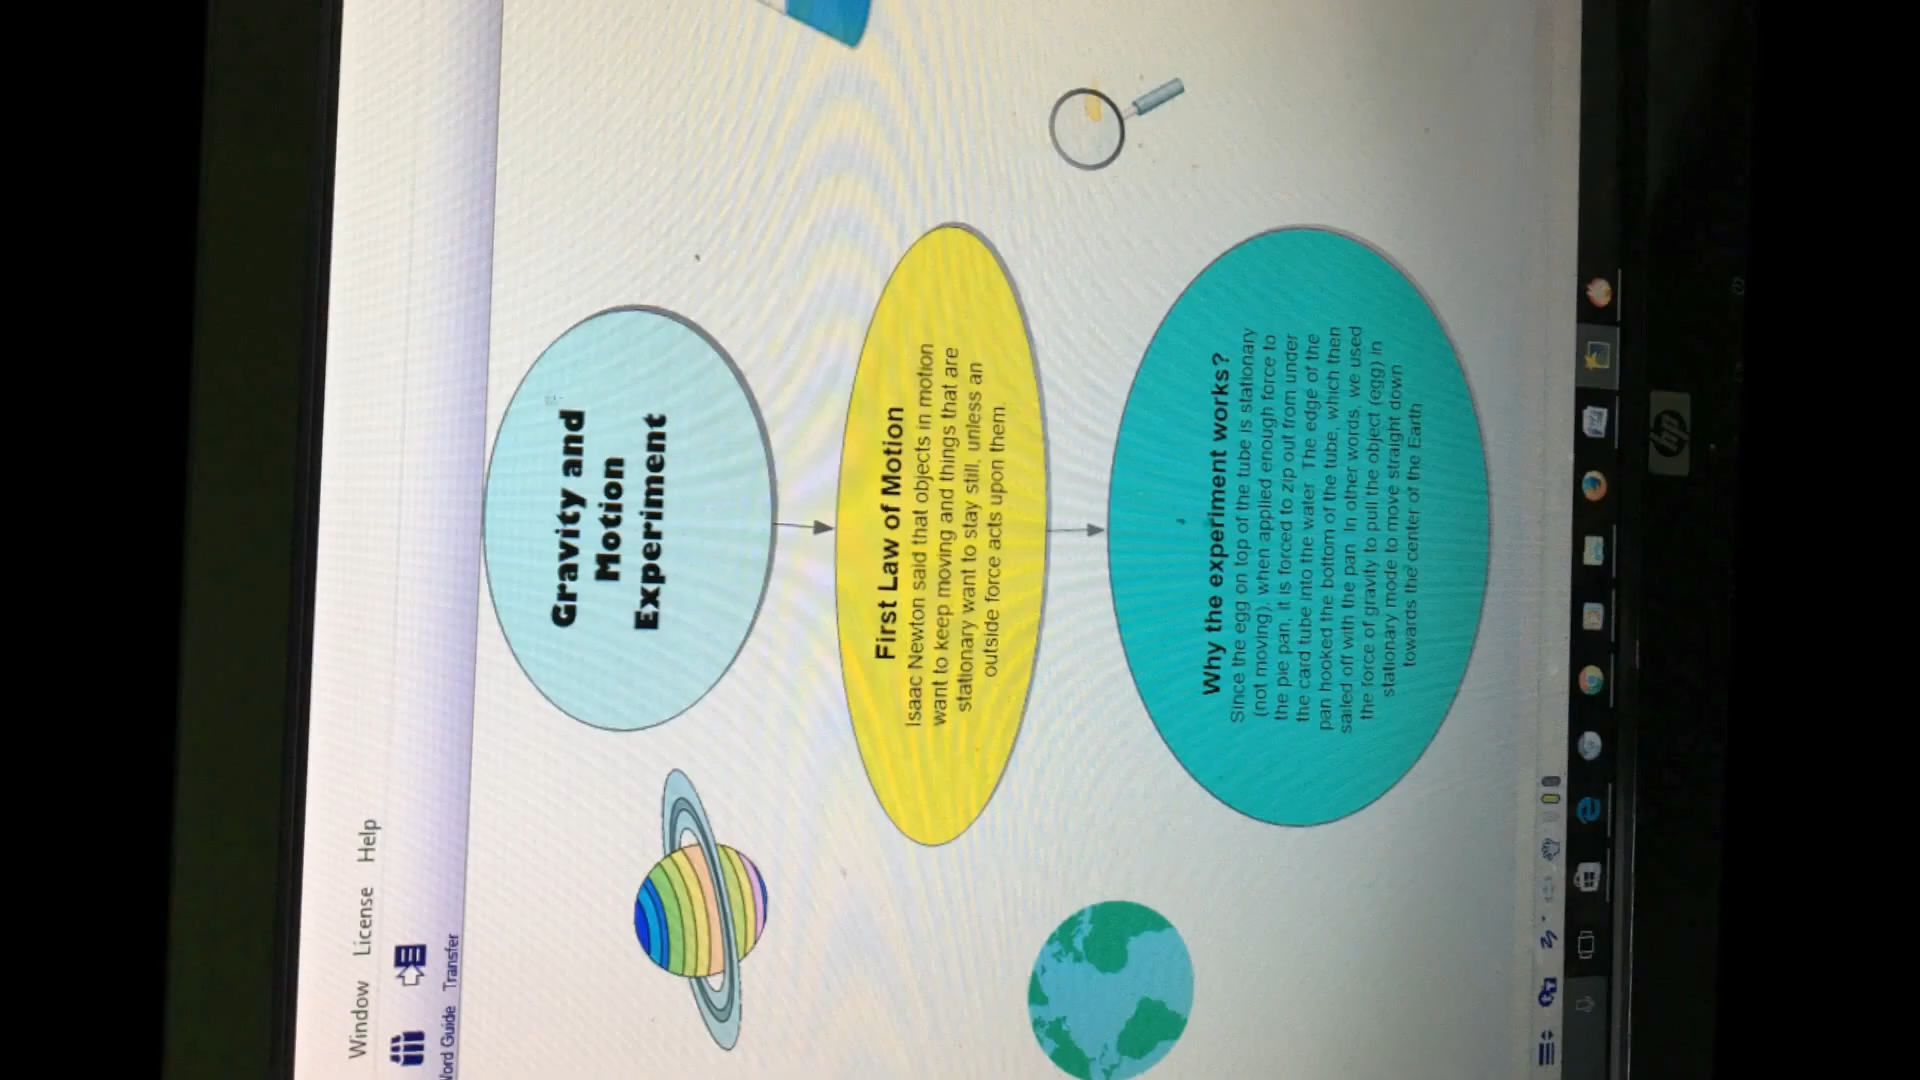 Window License Help
Word Guide Transfer
Gravity and
Motion
Experiment
First Law of Motion
Isaac Newton said that objects in motion
want to keep moving and things that are
stationary want to stay still, unless an
outside force acts upon them.
Why the experiment works?
Since the egg on top of the tube is stationary
(not moving), when applied enough force to
the pie pan, it is forced to zip out from under
the card tube into the water. The edge of the
pan hooked the bottom of the tube, which then
sailed off with the pan. In other words, we used
the force of gravity to pull the object (egg) in
stationary mode to move straight down
towards the center of the Earth
hp